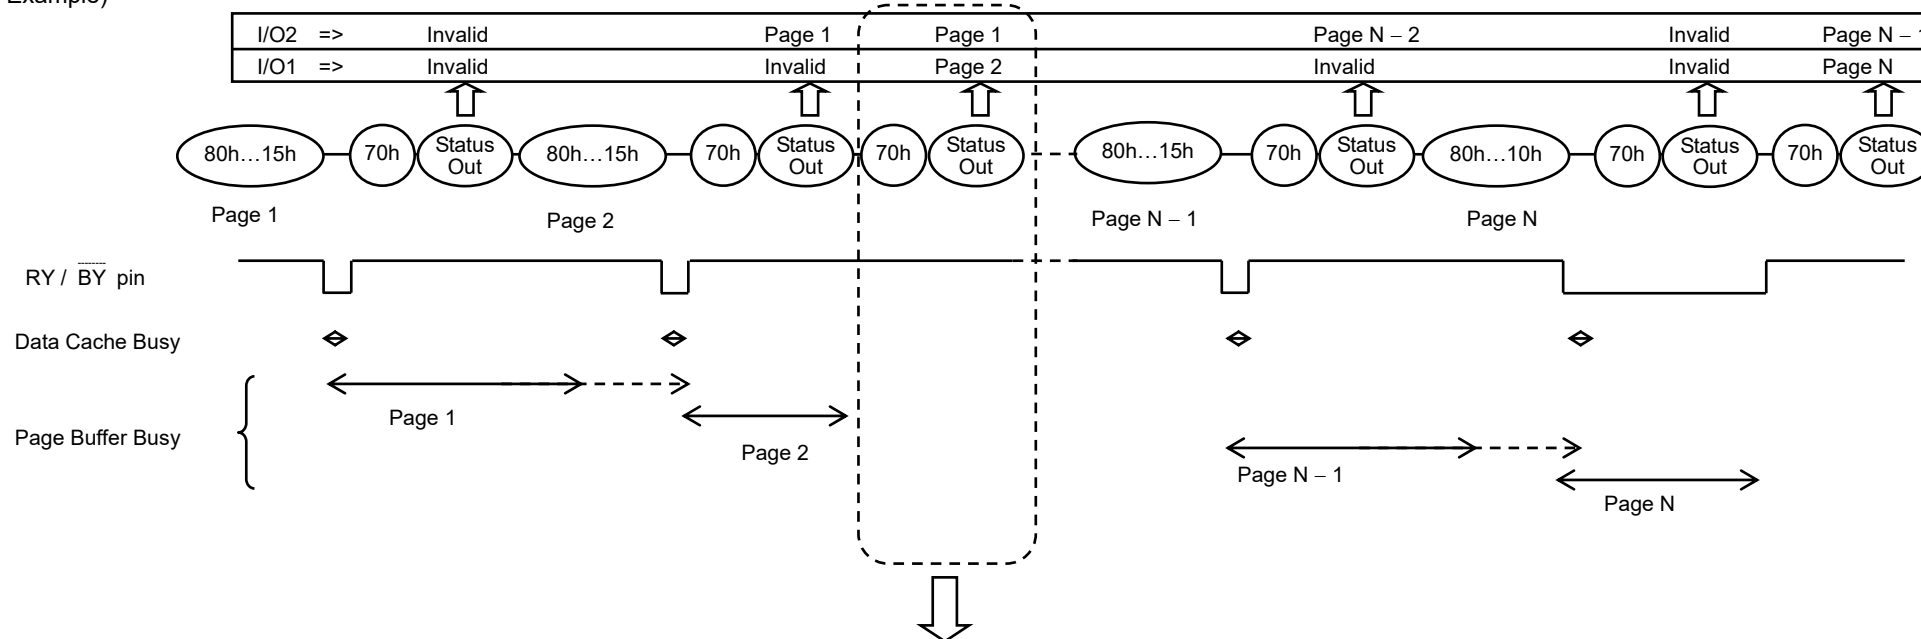 Example)
I/O2 => Invalid Page 1 Page 1 Page N – 2 Invalid Page N – 1
I/O1 => Invalid Invalid Page 2 Invalid Invalid Page N
80h…15h 70h Status Out 80h…15h 70h Status Out 70h Status Out 80h…15h 70h Status Out 80h…10h 70h Status Out 70h Status Out
Page 1 Page 2 Page N – 1 Page N
RY / BY pin
Data Cache Busy
Page 1
Page Buffer Busy
Page 2
Page N – 1
Page N